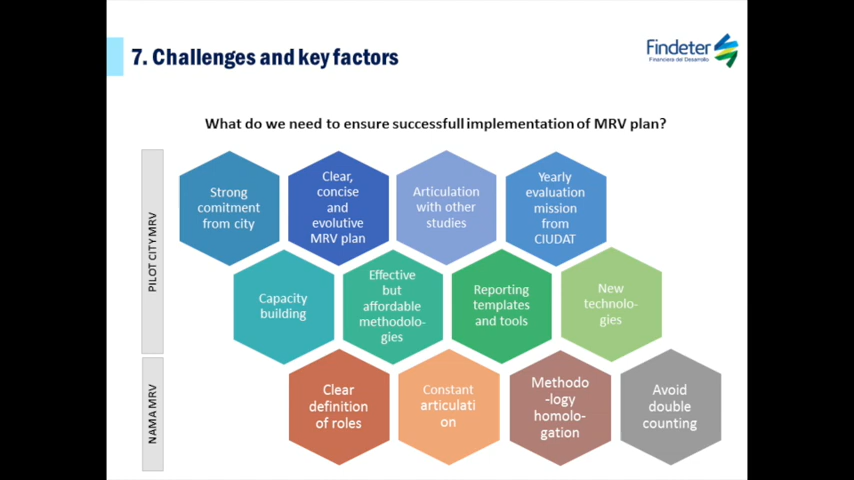 7. Challenges and key factors
Findeter
Financiera del Desarrollo
What do we need to ensure successfull implementation of MRV plan?
PILOT CITY MRV
Strong
comitment
from city
Clear,
concise
and
evolutive
MRV plan
Articulation
with other
studies
Yearly
evaluation
mission
from
CIUDAT
Capacity
building
Effective
but
affordable
methodolo-
gies
Reporting
templates
and tools
New
technolo-
gies
NAMA MRV
Clear
definition
of roles
Constant
articulati
on
Methodo
-logy
homolo-
gation
Avoid
double
counting